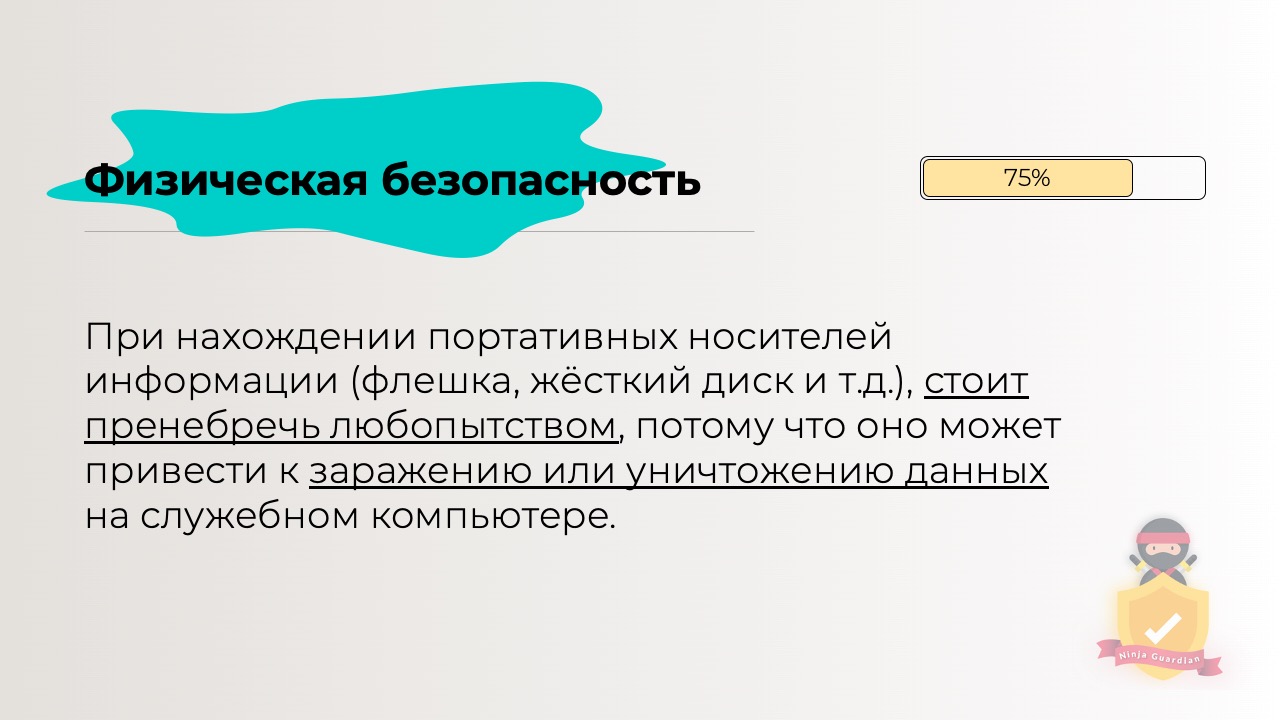 Физическая безопасность
75%
При нахождении портативных носителей
информации (флешка, жёсткий диск и т.д.), стоит
пренебречь любопытством, потому что оно может
привести к заражению или уничтожению данных
на служебном компьютере.
Ninja Guardian